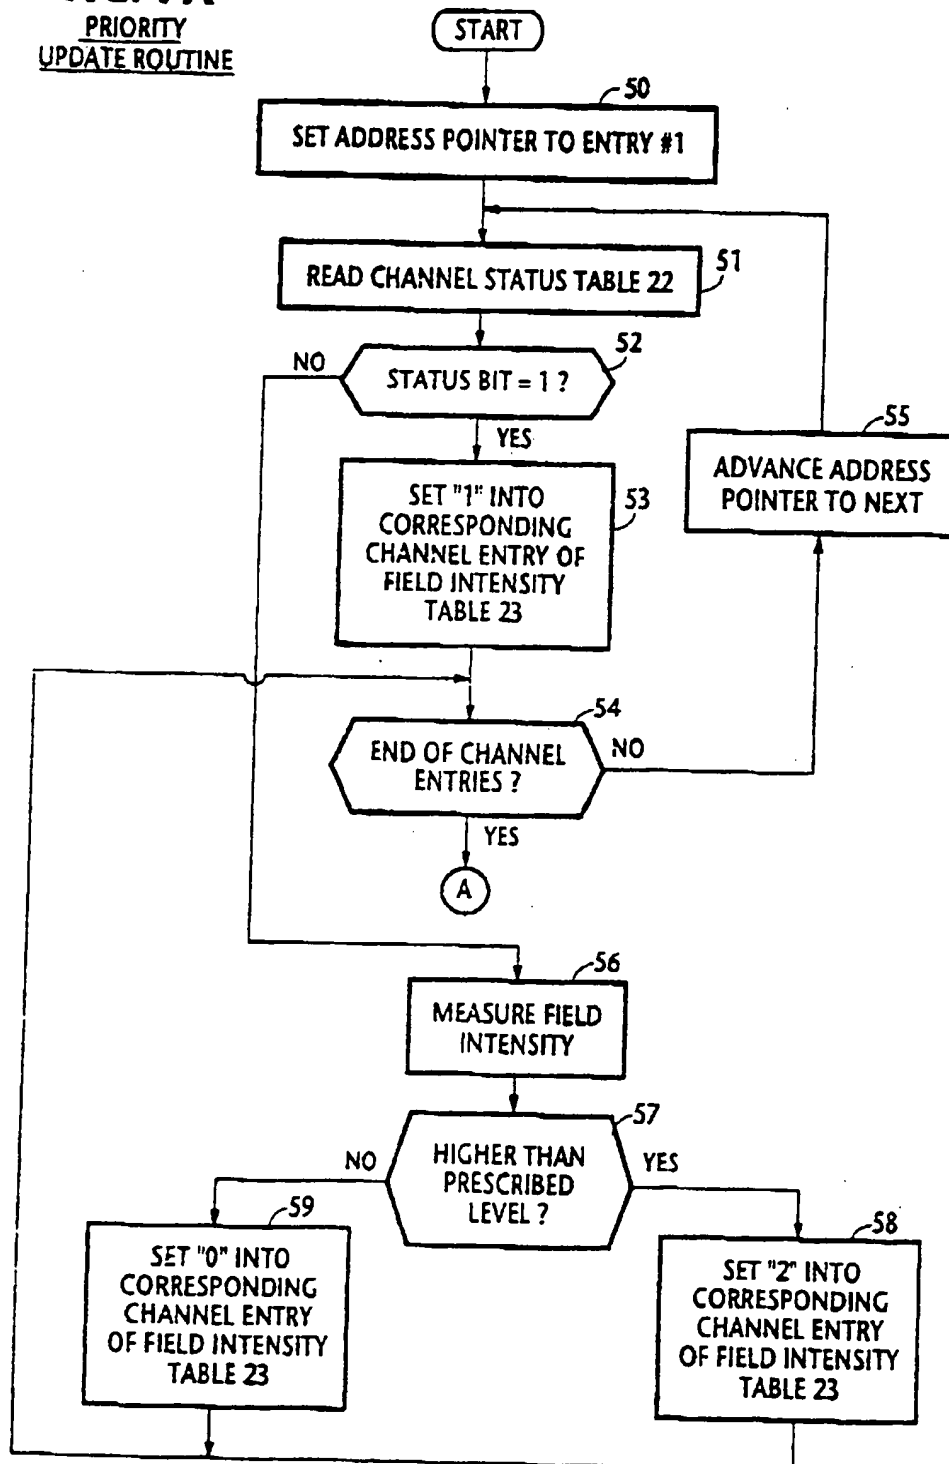 PRIORITY
UPDATE ROUTINE
START
50
SET ADDRESS POINTER TO ENTRY #1
51
READ CHANNEL STATUS TABLE 22
52
NO
STATUS BIT = 1 ?
YES
55
ADVANCE ADDRESS
POINTER TO NEXT
53
SET "1" INTO
CORRESPONDING
CHANNEL ENTRY OF
FIELD INTENSITY
TABLE 23
54
END OF CHANNEL
ENTRIES ?
NO
YES
A
56
MEASURE FIELD
INTENSITY
57
HIGHER THAN
PRESCRIBED
LEVEL ?
NO
YES
59
SET "0" INTO
CORRESPONDING
CHANNEL ENTRY
OF FIELD INTENSITY
TABLE 23
58
SET "2" INTO
CORRESPONDING
CHANNEL ENTRY
OF FIELD INTENSITY
TABLE 23